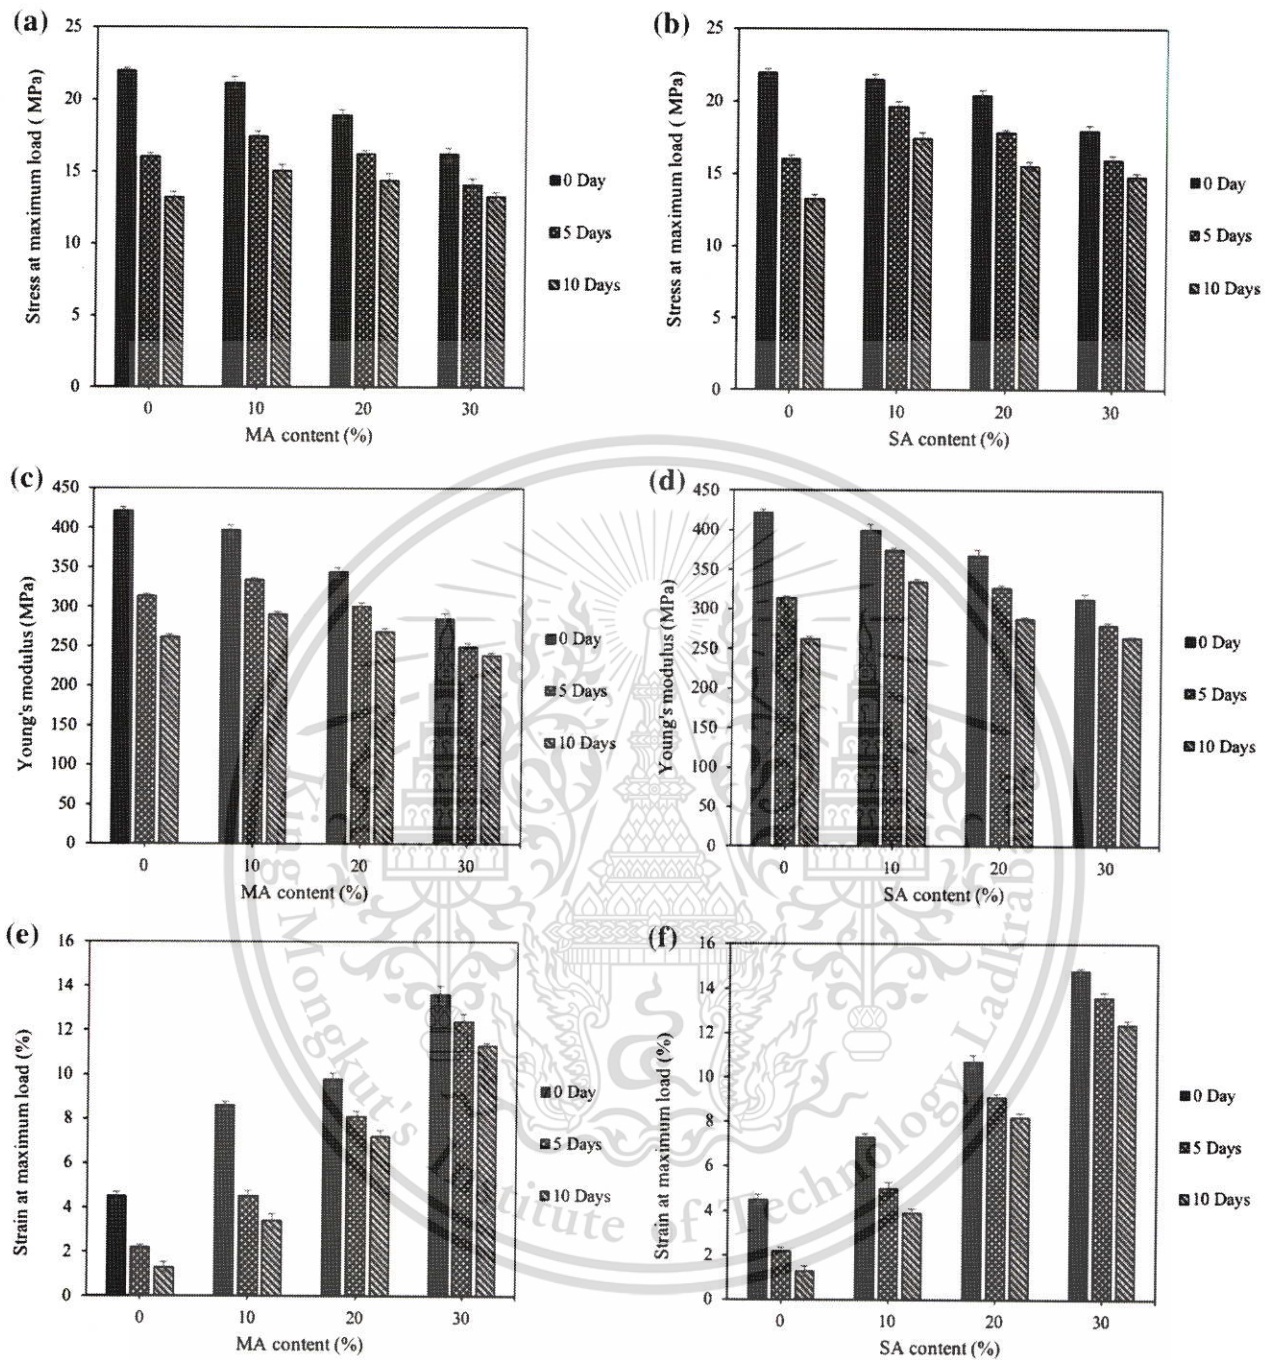 (a)
Stress at maximum load ( MPa)
25
20
15
10
5
0
0 10 20 30
MA content (%)
0 Day
5 Days
10 Days
(b)
Stress at maximum load ( MPa)
25
20
15
10
5
0
0 10 20 30
SA content (%)
0 Day
5 Days
10 Days
(c)
Young's modulus (MPa)
450
400
350
300
250
200
150
100
50
0
0 10 20 30
MA content (%)
0 Day
5 Days
10 Days
(d)
Young's modulus (MPa)
450
400
350
300
250
200
150
100
50
0
0 10 20 30
SA content (%)
0 Day
5 Days
10 Days
(e)
Strain at maximum load (%)
16
14
12
10
8
6
4
2
0
0 10 20 30
MA content (%)
0 Day
5 Days
10 Days
(f)
Strain at maximum load (%)
16
14
12
10
8
6
4
2
0
0 10 20 30
SA content (%)
0 Day
5 Days
10 Days
King Mongkut's Institute of Technology Ladkrabang